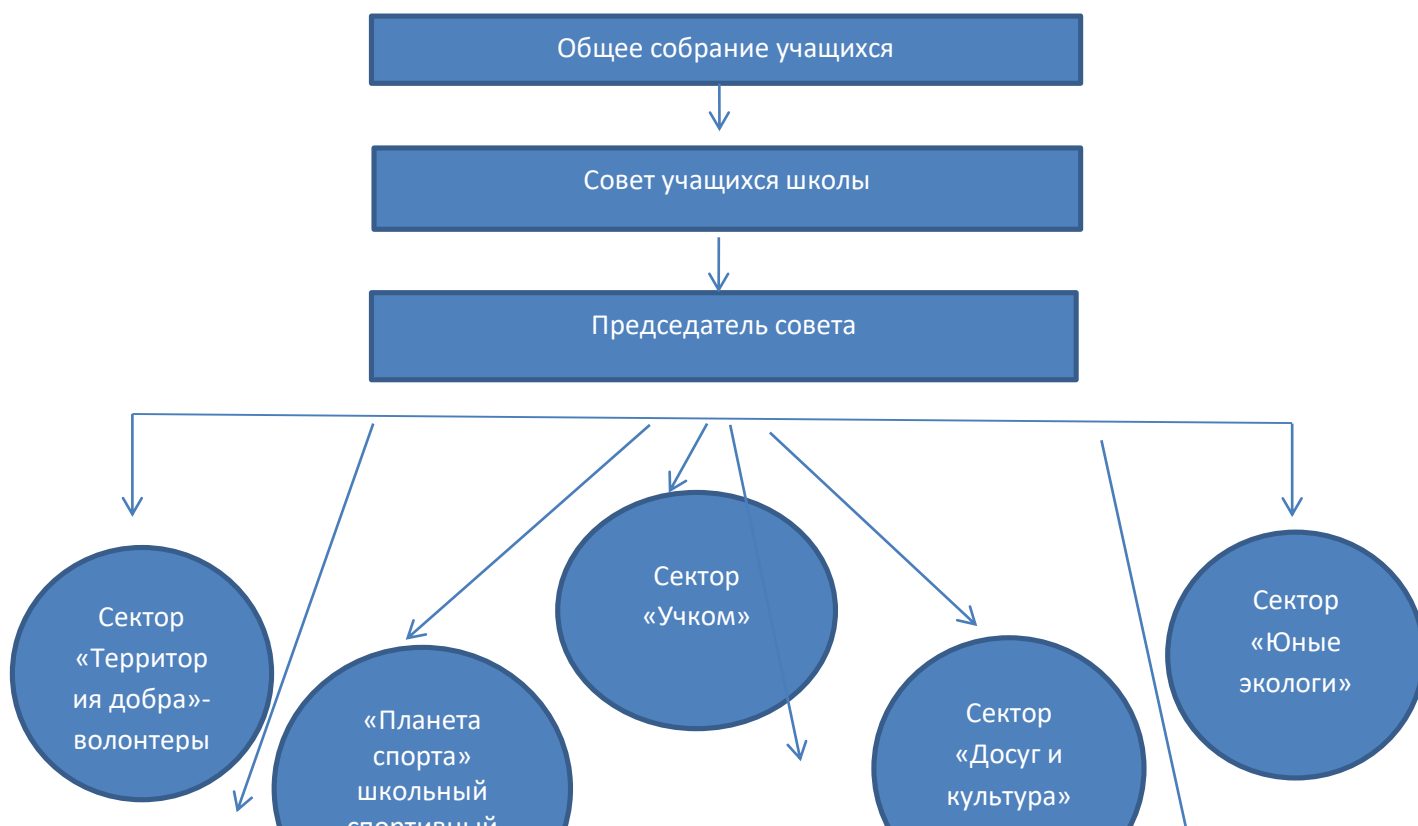 Общее собрание учащихся
Совет учащихся школы
Председатель совета
Сектор
«Территор
ия добра»-
волонтеры
«Планета
спорта»
школьный
спортивный
Сектор
«Учком»
Сектор
«Досуг и
культура»
Сектор
«Юные
экологи»